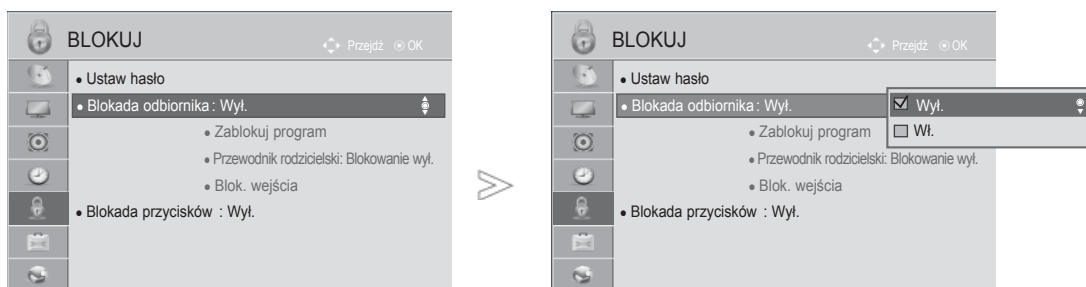 BLOKUJ
Przejdź OK
• Ustaw hasło
• Blokada odbiornika : Wył.
• Zablokuj program
• Przewodnik rodzicielski: Blokowanie wył.
• Blok. wejścia
• Blokada przycisków : Wył.
BLOKUJ
Przejdź OK
• Ustaw hasło
• Blokada odbiornika : Wył.
Wył.
Wł.
• Zablokuj program
• Przewodnik rodzicielski: Blokowanie wył.
• Blok. wejścia
• Blokada przycisków : Wył.